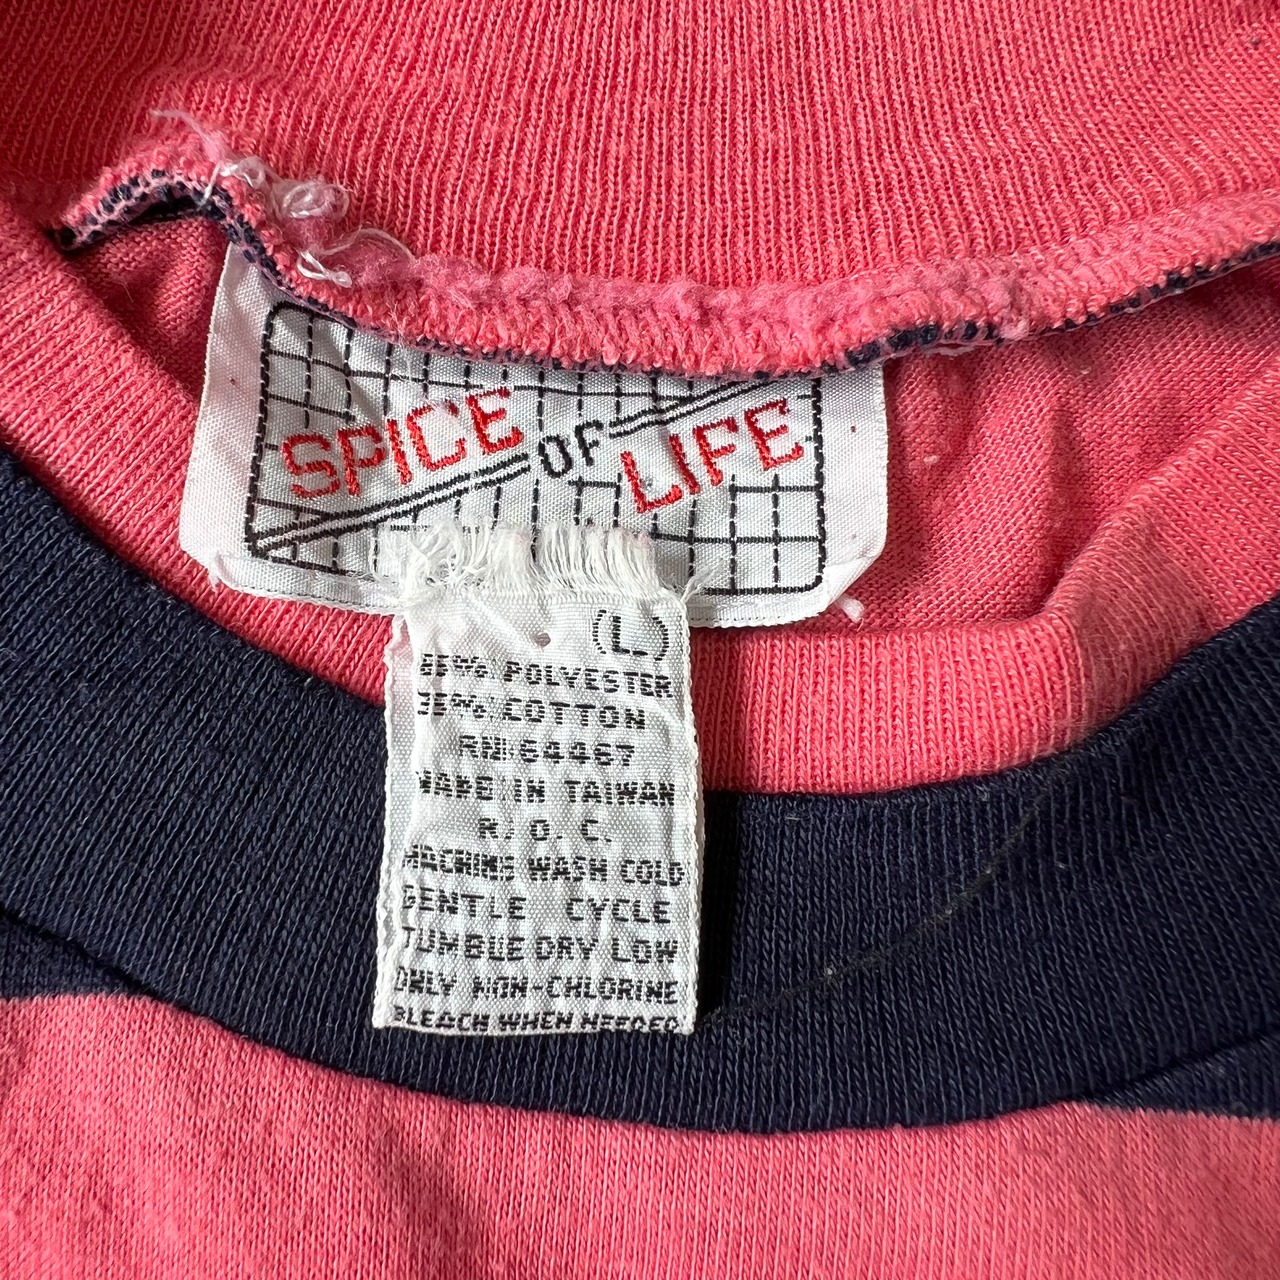 SPICE OF LIFE
(L)
65% POLYESTER
35% COTTON
RN 64467
MADE IN TAIWAN
R. O. C.
MACHINE WASH COLD
GENTLE CYCLE
TUMBLE DRY LOW
ONLY NON-CHLORINE
BLEACH WHEN NEEDED